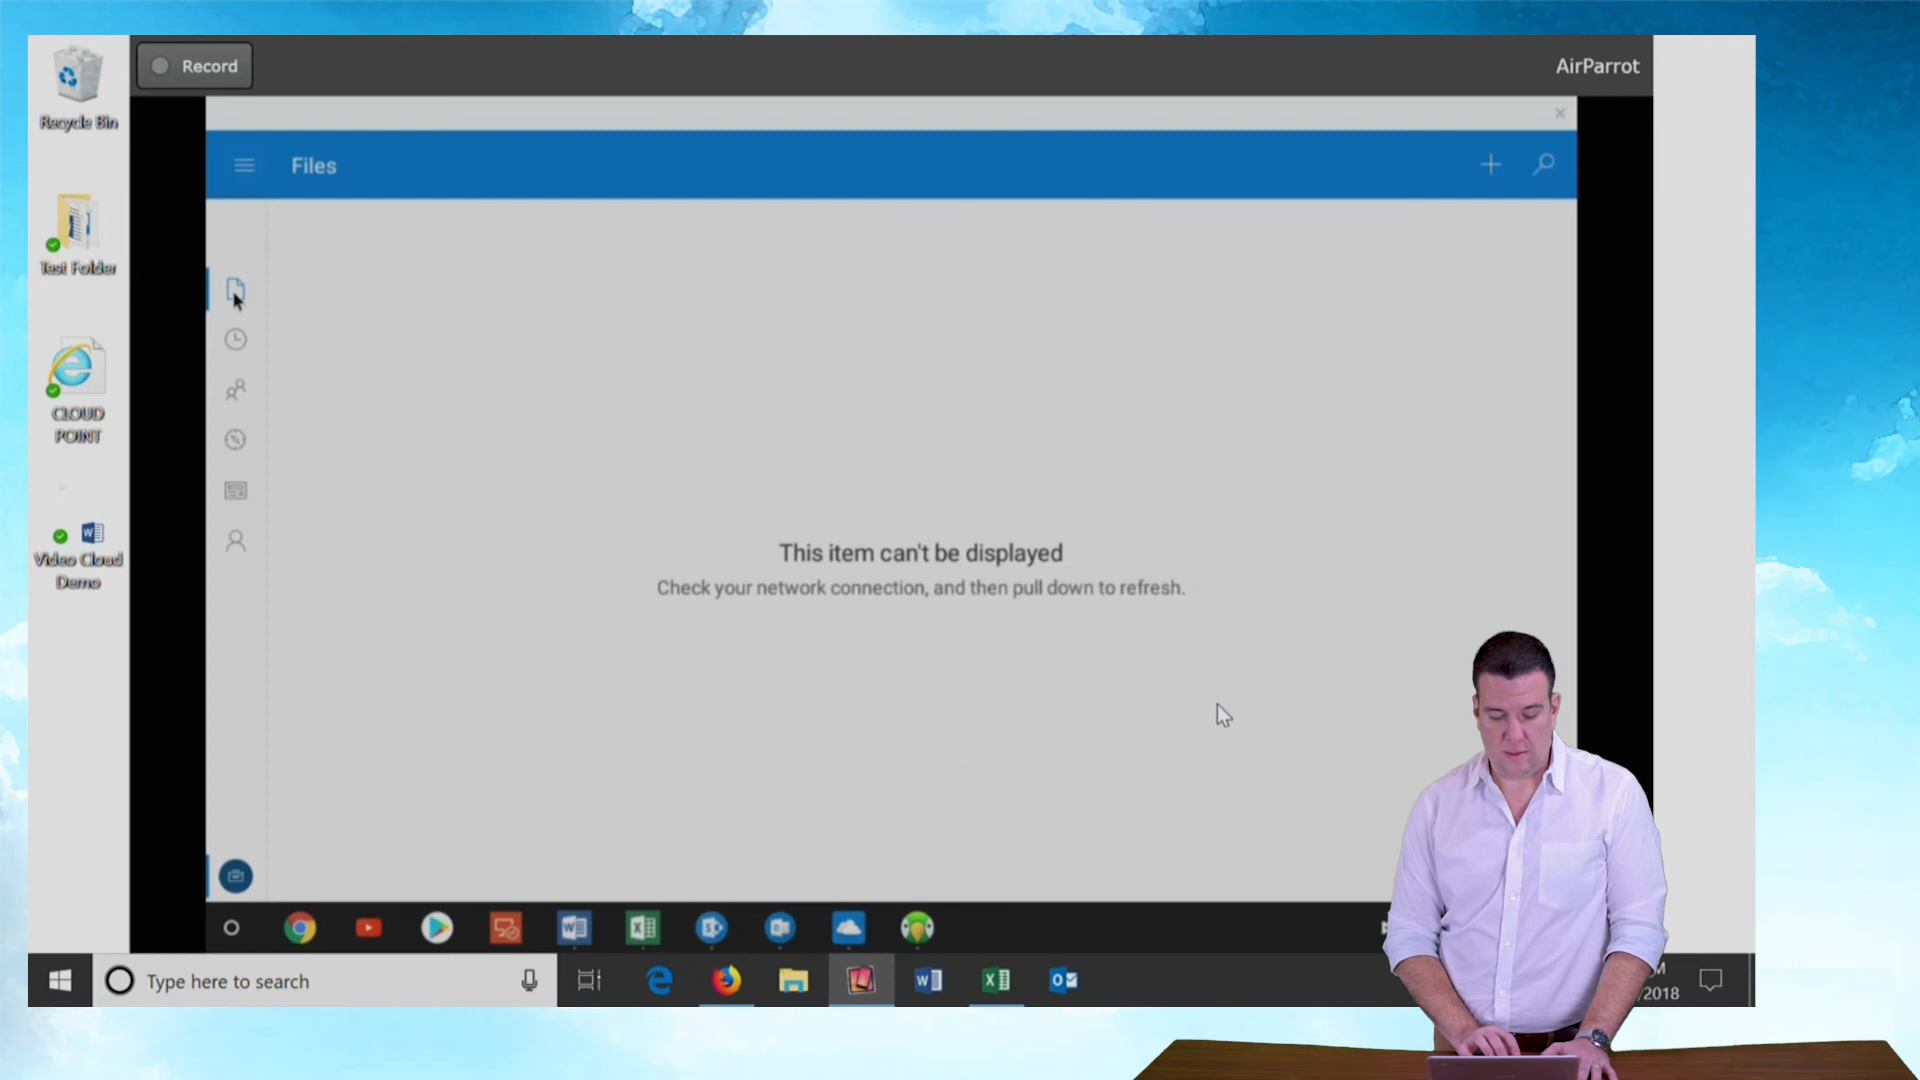 Record
AirParrot
Recycle Bin
Files
Test Folder
CLOUD
POINT
This item can't be displayed
Check your network connection, and then pull down to refresh.
Video Cloud
Demo
Type here to search
M
/2018